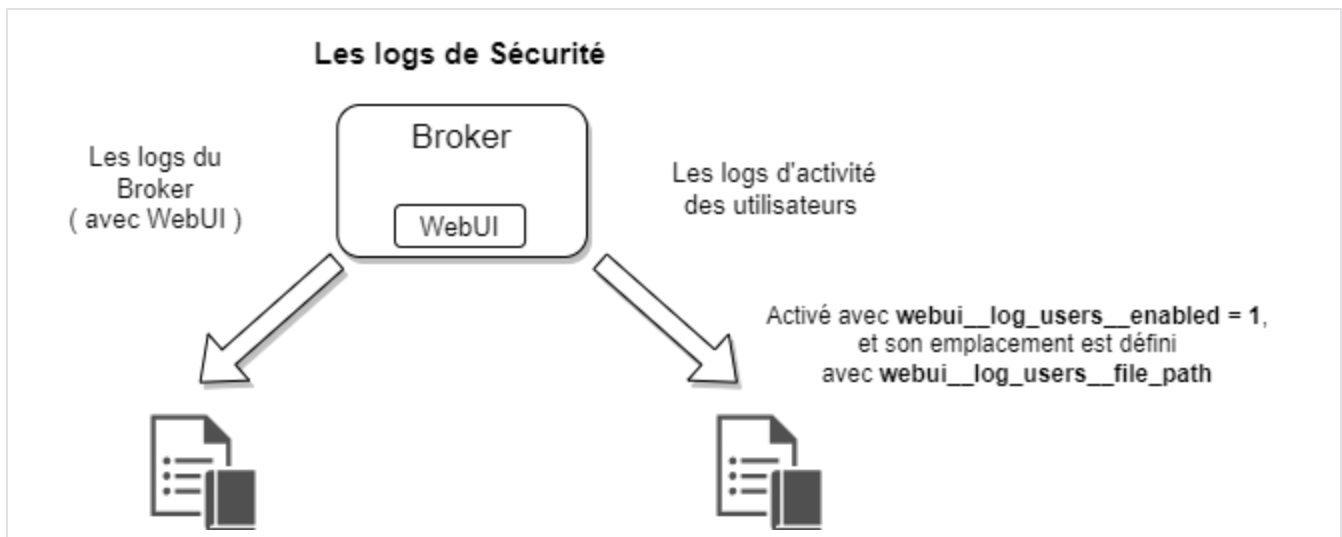 Les logs de Sécurité
Broker
WebUI
Les logs du
Broker
( avec WebUI )
Les logs d'activité
des utilisateurs
Activé avec webui__log_users__enabled = 1,
et son emplacement est défini
avec webui__log_users__file_path